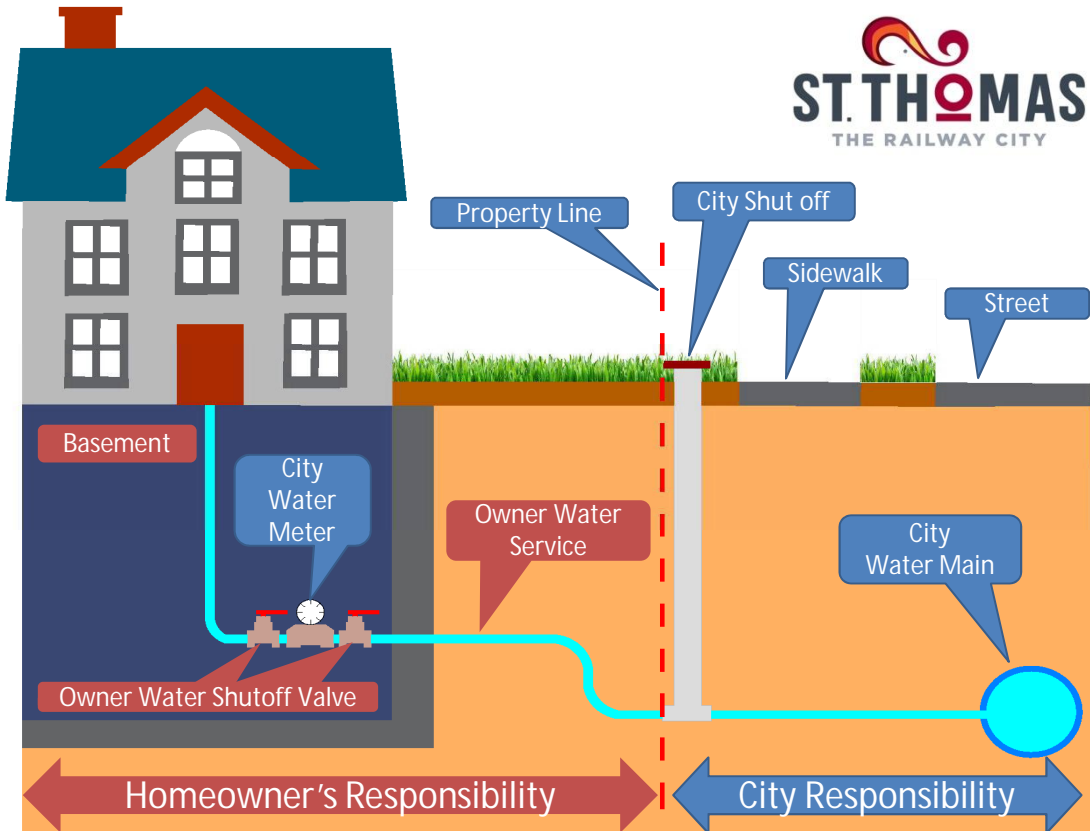 ST. THOMAS
THE RAILWAY CITY
Property Line
City Shut off
Sidewalk
Street
Basement
City
Water
Meter
Owner Water
Service
City
Water Main
Owner Water Shutoff Valve
Homeowner's Responsibility
City Responsibility